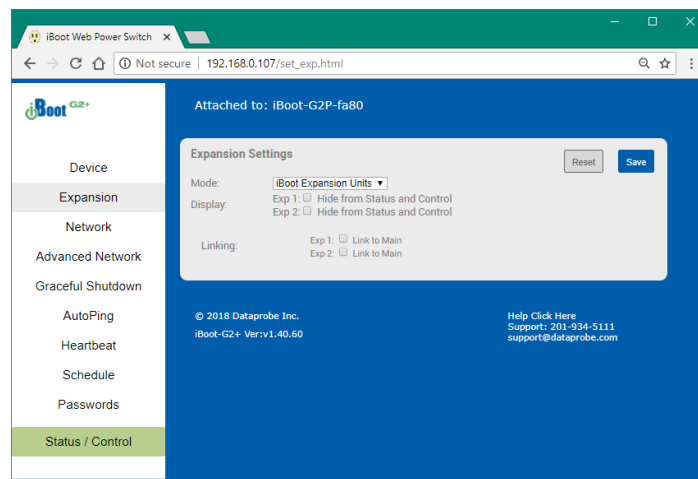 iBoot Web Power Switch
Not secure | 192.168.0.107/set_exp.html
iBoot G2+
Attached to: iBoot-G2P-fa80
Device
Expansion
Network
Advanced Network
Graceful Shutdown
AutoPing
Heartbeat
Schedule
Passwords
Status / Control
Expansion Settings
Reset
Save
Mode: iBoot Expansion Units
Display: Exp 1: Hide from Status and Control
Exp 2: Hide from Status and Control
Linking: Exp 1: Link to Main
Exp 2: Link to Main
© 2018 Dataprobe Inc.
iBoot-G2+ Ver:v1.40.60
Help Click Here
Support: 201-934-5111
support@dataprobe.com